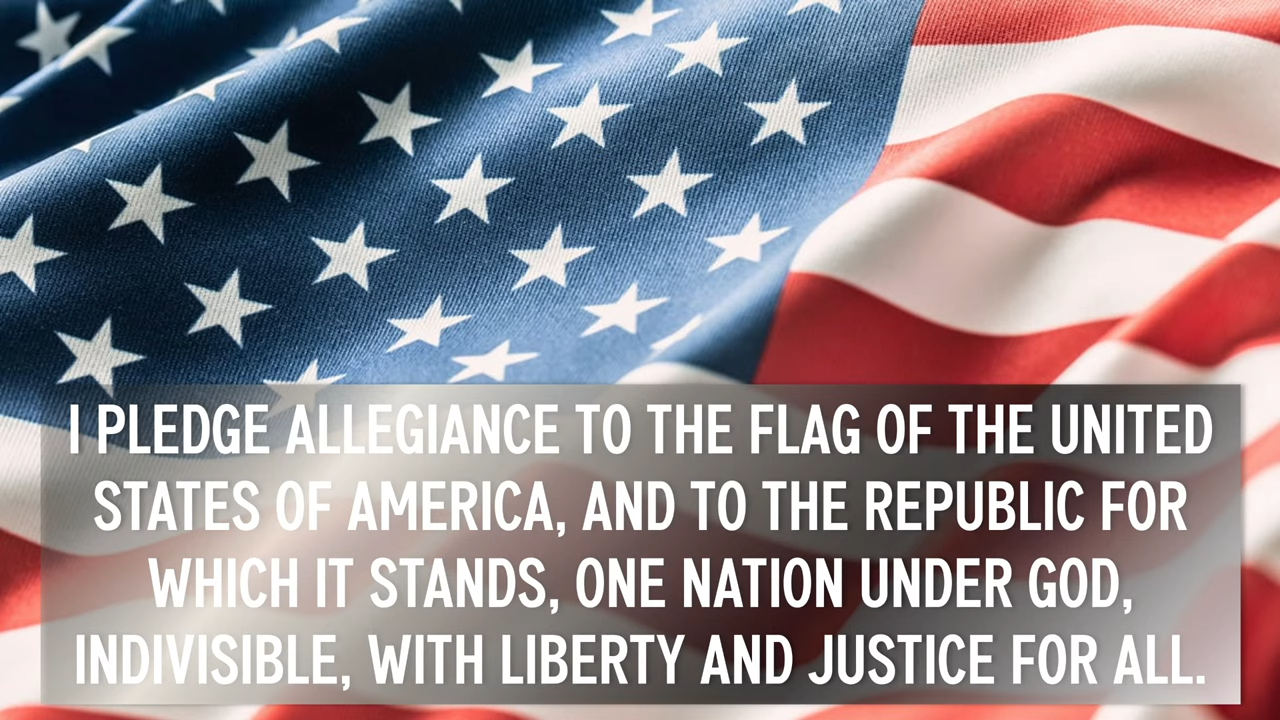 I PLEDGE ALLEGIANCE TO THE FLAG OF THE UNITED
STATES OF AMERICA, AND TO THE REPUBLIC FOR
WHICH IT STANDS, ONE NATION UNDER GOD,
INDIVISIBLE, WITH LIBERTY AND JUSTICE FOR ALL.